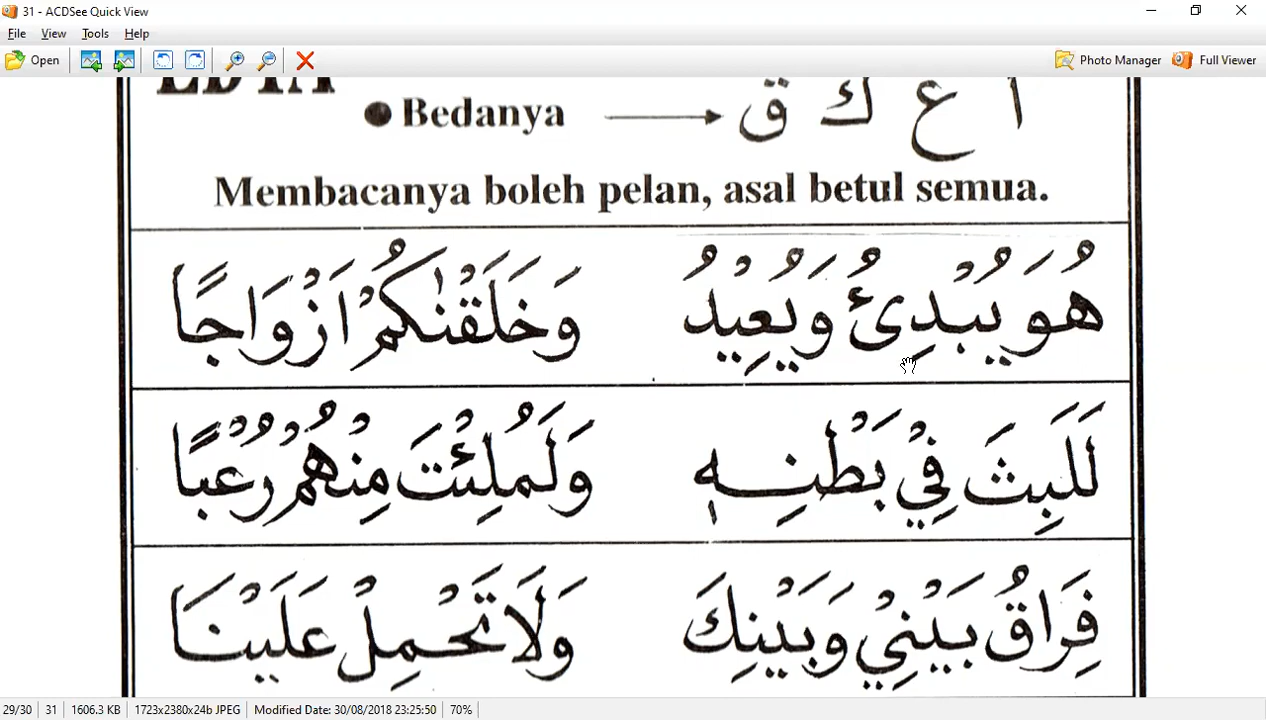 31 - ACDSee Quick View
File View Tools Help
Open Photo Manager Full Viewer
● Bedanya → ا ع ك ق
Membacanya boleh pelan, asal betul semua.
هُوَ يُبْدِئُ وَيُعِيْدُ وَخَلَقْنٰكُمْ اَزْوَاجًا
لَلَبِثَ فِيْ بَطْنِهٖ وَلَمُلِئْتَ مِنْهُمْ رُعْبًا
فِرَاقُ بَيْنِيْ وَبَيْنِكَ وَلَا تَحْمِلْ عَلَيْنَا
29/30 31 1606.3 KB 1723x2380x24b JPEG Modified Date: 30/08/2018 23:25:50 70%